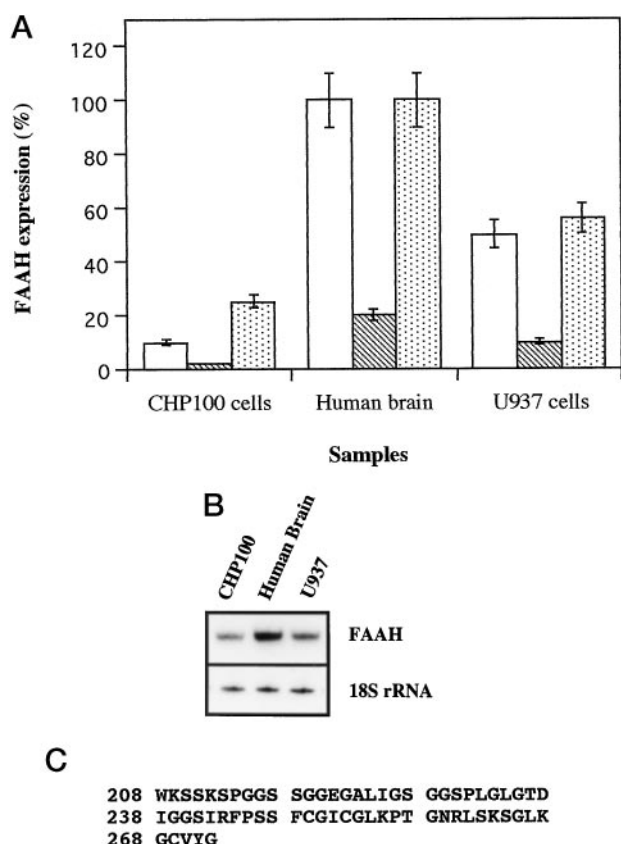 A
FAAH expression (%)
120
100
80
60
40
20
0
CHP100 cells Human brain U937 cells
Samples
B
CHP100 Human Brain U937
FAAH
18S rRNA
C
208 WKSSKSPGGS SGGEGALIGS GGSPLGLGTD
238 IGGSIRFPSS FCGICGLKPT GNRLSKSGLK
268 GCVYG